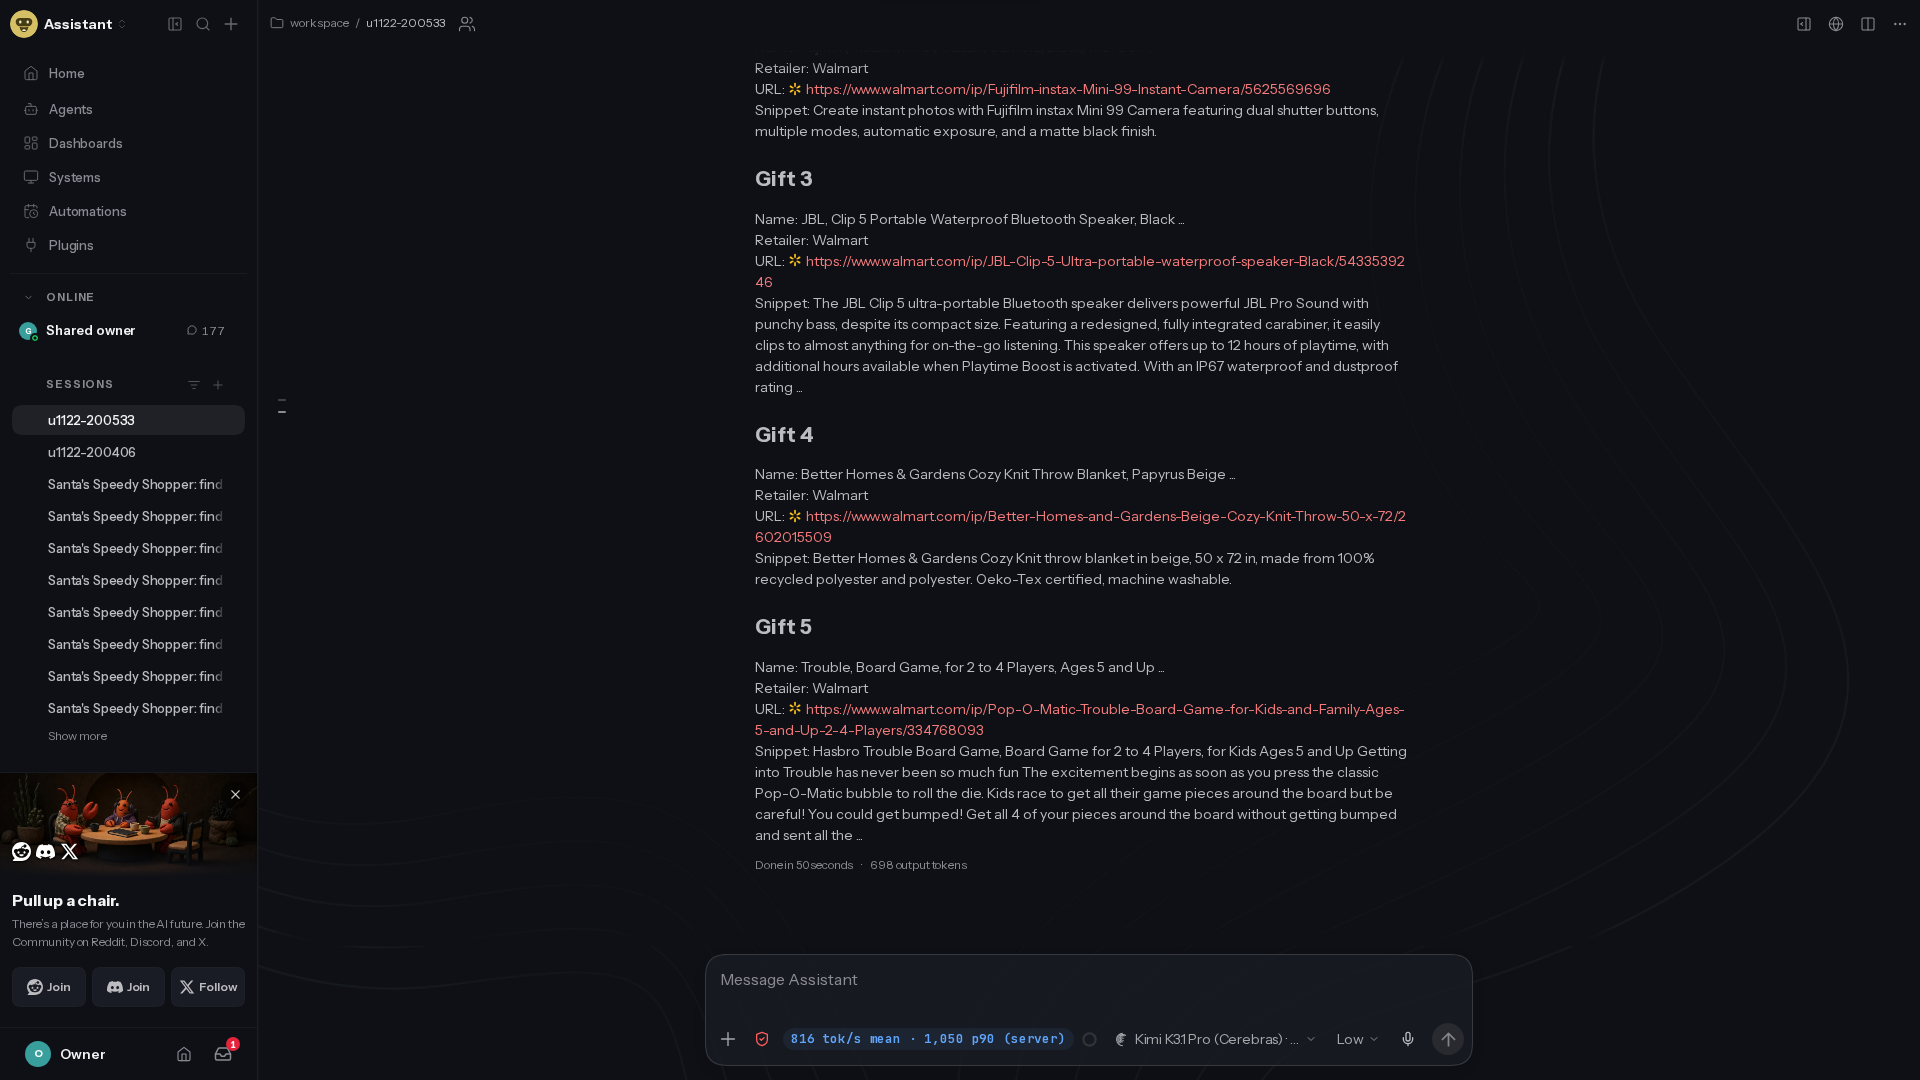 Assistant
Home
Agents
Dashboards
Systems
Automations
Plugins
ONLINE
G
Shared owner
177
SESSIONS
u1122-200533
u1122-200406
Santa's Speedy Shopper: find
Santa's Speedy Shopper: find
Santa's Speedy Shopper: find
Santa's Speedy Shopper: find
Santa's Speedy Shopper: find
Santa's Speedy Shopper: find
Santa's Speedy Shopper: find
Santa's Speedy Shopper: find
Show more
Pull up a chair.
There's a place for you in the AI future. Join the
Community on Reddit, Discord, and X.
Join
Join
Follow
O
Owner
1
workspace / u1122-200533
Retailer: Walmart
URL: https://www.walmart.com/ip/Fujifilm-instax-Mini-99-Instant-Camera/5625569696
Snippet: Create instant photos with Fujifilm instax Mini 99 Camera featuring dual shutter buttons,
multiple modes, automatic exposure, and a matte black finish.
Gift 3
Name: JBL, Clip 5 Portable Waterproof Bluetooth Speaker, Black ...
Retailer: Walmart
URL: https://www.walmart.com/ip/JBL-Clip-5-Ultra-portable-waterproof-speaker-Black/54335392
46
Snippet: The JBL Clip 5 ultra-portable Bluetooth speaker delivers powerful JBL Pro Sound with
punchy bass, despite its compact size. Featuring a redesigned, fully integrated carabiner, it easily
clips to almost anything for on-the-go listening. This speaker offers up to 12 hours of playtime, with
additional hours available when Playtime Boost is activated. With an IP67 waterproof and dustproof
rating ...
Gift 4
Name: Better Homes & Gardens Cozy Knit Throw Blanket, Papyrus Beige ...
Retailer: Walmart
URL: https://www.walmart.com/ip/Better-Homes-and-Gardens-Beige-Cozy-Knit-Throw-50-x-72/2
602015509
Snippet: Better Homes & Gardens Cozy Knit throw blanket in beige, 50 x 72 in, made from 100%
recycled polyester and polyester. Oeko-Tex certified, machine washable.
Gift 5
Name: Trouble, Board Game, for 2 to 4 Players, Ages 5 and Up ...
Retailer: Walmart
URL: https://www.walmart.com/ip/Pop-O-Matic-Trouble-Board-Game-for-Kids-and-Family-Ages-
5-and-Up-2-4-Players/334768093
Snippet: Hasbro Trouble Board Game, Board Game for 2 to 4 Players, for Kids Ages 5 and Up Getting
into Trouble has never been so much fun The excitement begins as soon as you press the classic
Pop-O-Matic bubble to roll the die. Kids race to get all their game pieces around the board but be
careful! You could get bumped! Get all 4 of your pieces around the board without getting bumped
and sent all the ...
Done in 50 seconds · 698 output tokens
Message Assistant
816 tok/s mean · 1,050 p90 (server)
Kimi K3.1 Pro (Cerebras) · ...
Low